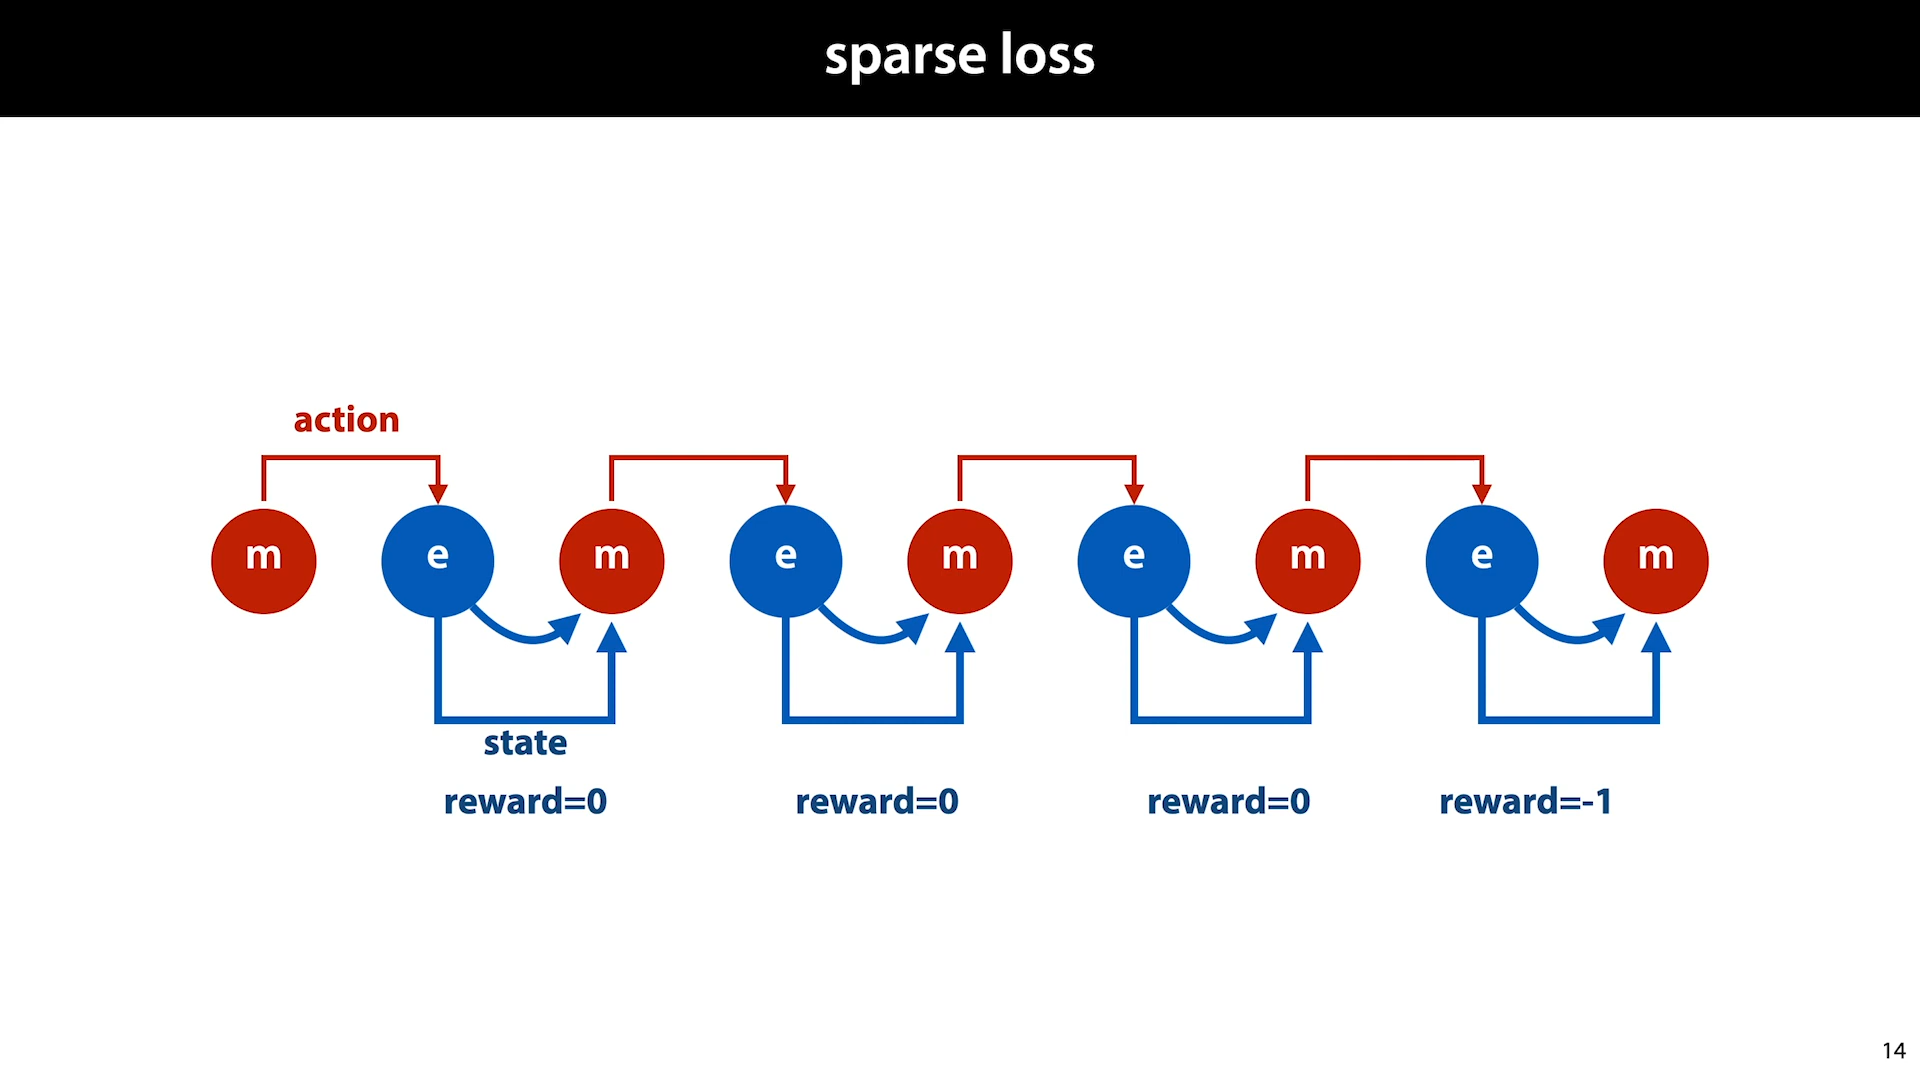 sparse loss
action
m e m e m e m e m
state
reward=0 reward=0 reward=0 reward=-1
14